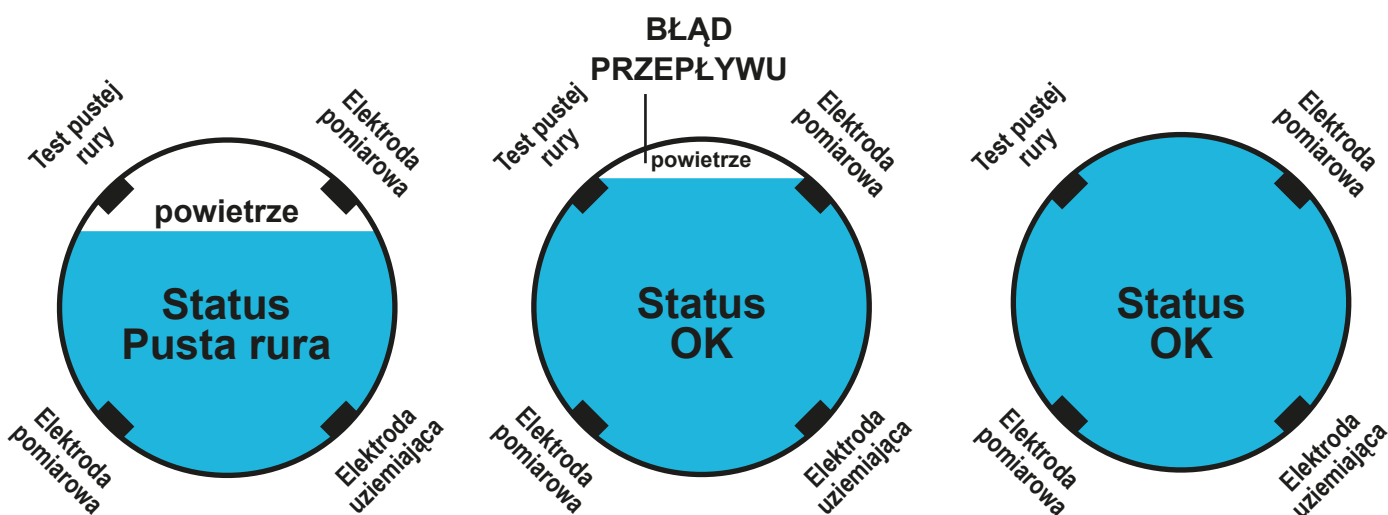 Test pustej
rury
Elektroda
pomiarowa
powietrze
Status
Pusta rura
Elektroda
pomiarowa
Elektroda
uziemiająca
BŁĄD
PRZEPŁYWU
Test pustej
rury
Elektroda
pomiarowa
powietrze
Status
OK
Elektroda
pomiarowa
Elektroda
uziemiająca
Test pustej
rury
Elektroda
pomiarowa
Status
OK
Elektroda
pomiarowa
Elektroda
uziemiająca